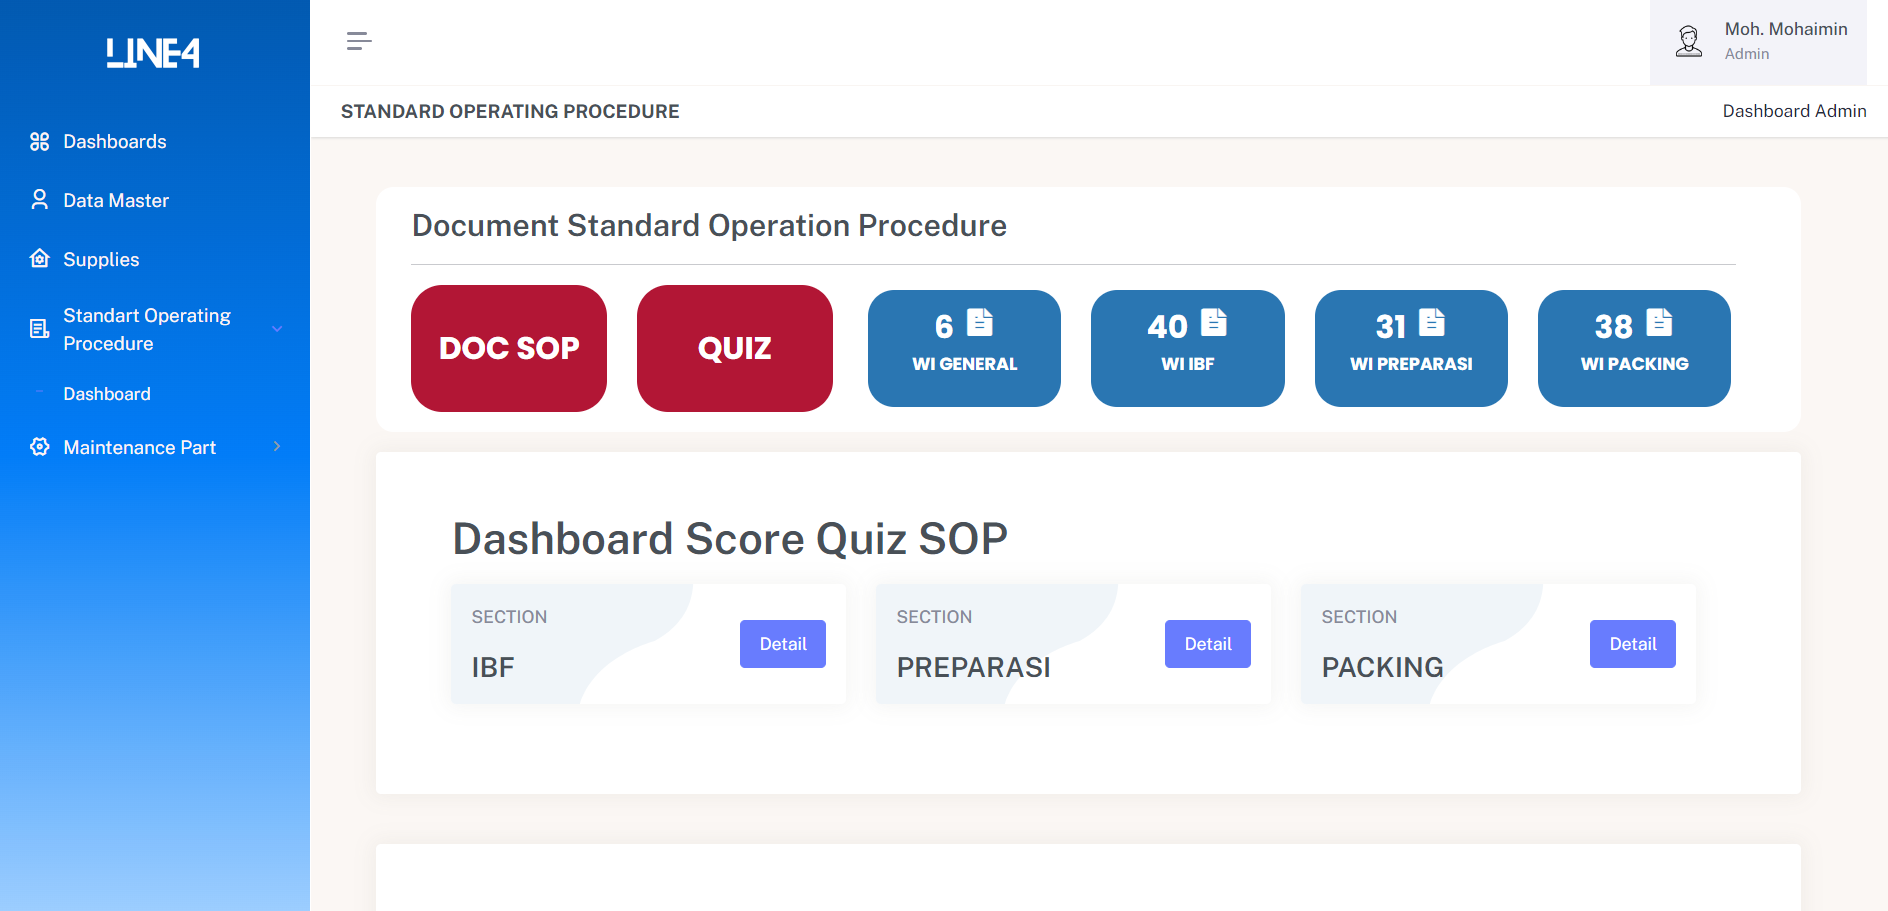 LINE4
Moh. Mohaimin
Admin
STANDARD OPERATING PROCEDURE
Dashboard Admin
Dashboards
Data Master
Supplies
Standart Operating
Procedure
Dashboard
Maintenance Part
Document Standard Operation Procedure
DOC SOP
QUIZ
6
WI GENERAL
40
WI IBF
31
WI PREPARASI
38
WI PACKING
Dashboard Score Quiz SOP
SECTION
IBF
Detail
SECTION
PREPARASI
Detail
SECTION
PACKING
Detail